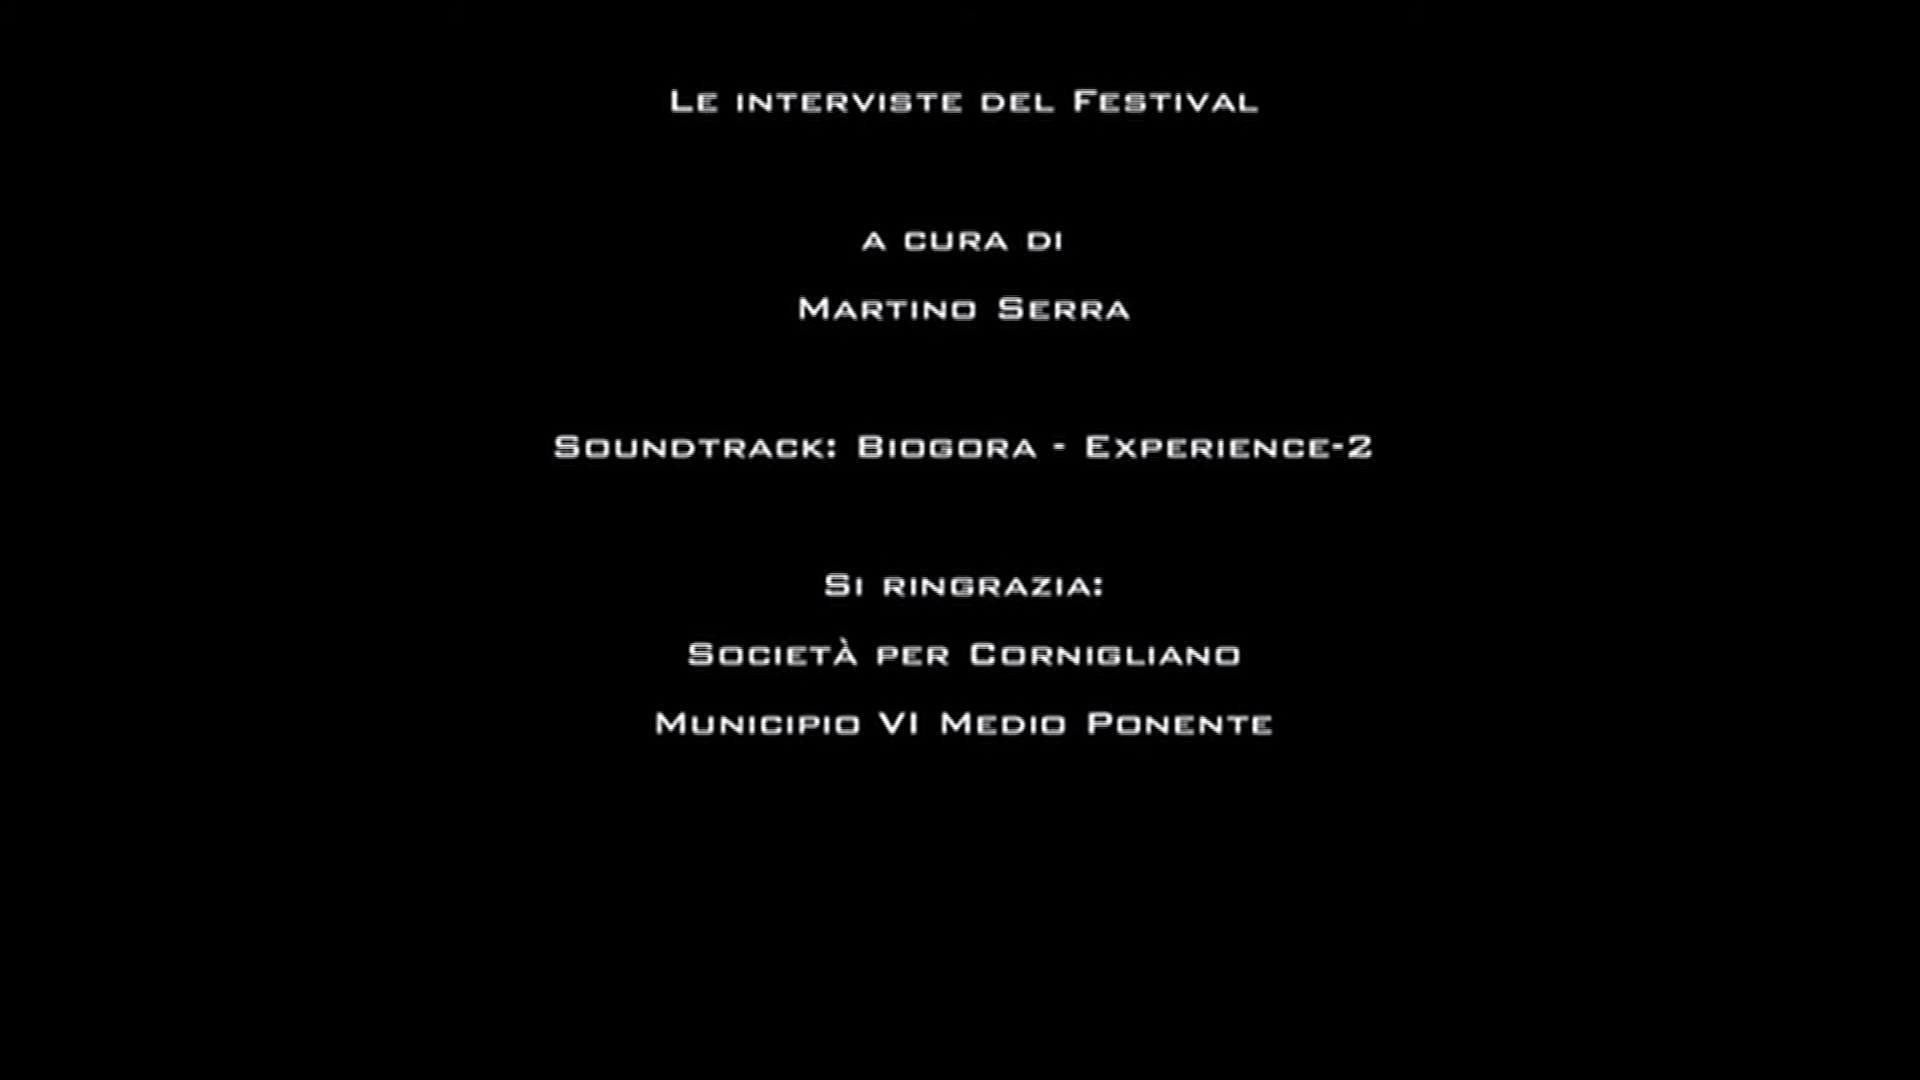 Le interviste del Festival
a cura di
Martino Serra
Soundtrack: Biogora - Experience-2
Si ringrazia:
Società per Cornigliano
Municipio VI Medio Ponente